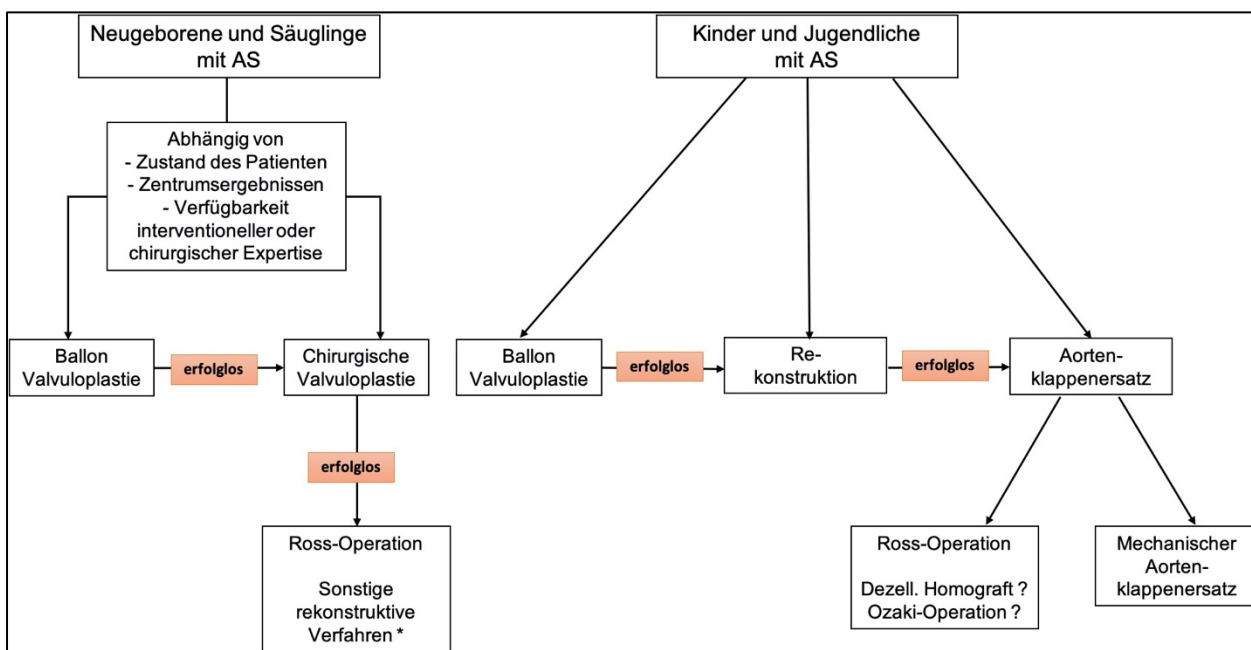 Neugeborene und Säuglinge
mit AS
Abhängig von
- Zustand des Patienten
- Zentrumsergebnissen
- Verfügbarkeit
interventioneller oder
chirurgischer Expertise
Ballon
Valvuloplastie
erfolglos
Chirurgische
Valvuloplastie
erfolglos
Ross-Operation
Sonstige
rekonstruktive
Verfahren *
Kinder und Jugendliche
mit AS
Ballon
Valvuloplastie
erfolglos
Re-
konstruktion
erfolglos
Aorten-
klappenersatz
Ross-Operation
Dezell. Homograft ?
Ozaki-Operation ?
Mechanischer
Aorten-
klappenersatz